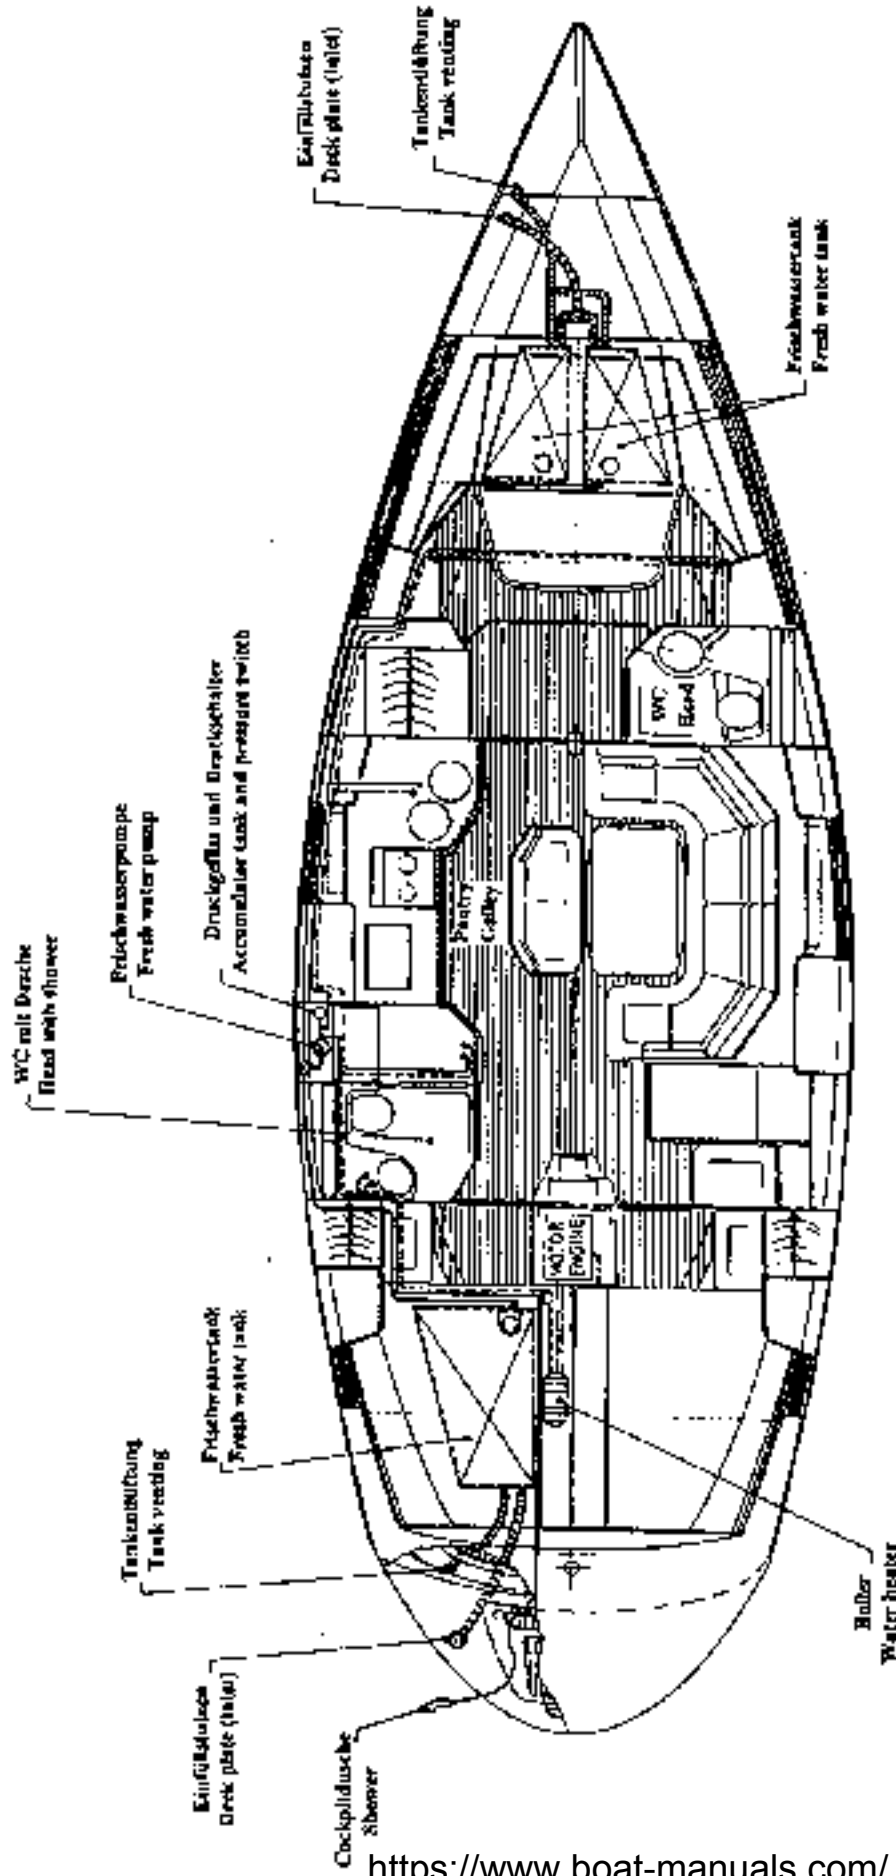 Einfüllstutzen
Deck plate (inlet)
Tankentlüftung
Tank venting
Frischwassertank
Fresh water tank
Druckgefäss und Druckschalter
Accumulator tank and pressure switch
Frischwasserpumpe
Fresh water pump
WC mit Dusche
Head with shower
WC
Head
Pantry
Galley
MOTOR
ENGINE
Frischwassertank
Fresh water tank
Tankentlüftung
Tank venting
Einfüllstutzen
Deck plate (inlet)
Cockpitdusche
Shower
Boiler
Water heater
https://www.boat-manuals.com/